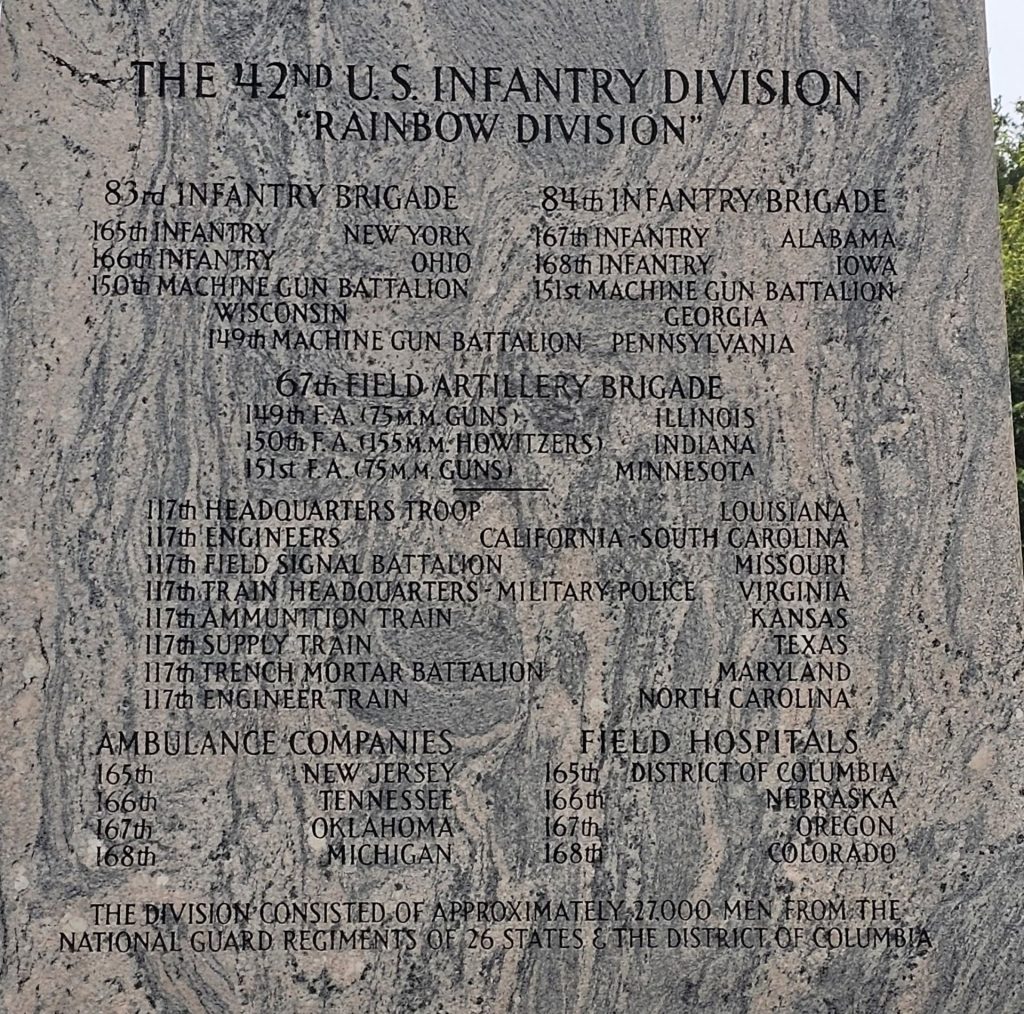 THE 42ND U.S. INFANTRY DIVISION
"RAINBOW DIVISION"
83rd INFANTRY BRIGADE
165th INFANTRY NEW YORK
166th INFANTRY OHIO
150th MACHINE GUN BATTALION
WISCONSIN
84th INFANTRY BRIGADE
167th INFANTRY ALABAMA
168th INFANTRY IOWA
151st MACHINE GUN BATTALION
GEORGIA
149th MACHINE GUN BATTALION PENNSYLVANIA
67th FIELD ARTILLERY BRIGADE
149th F.A. (75M.M. GUNS) ILLINOIS
150th F.A. (155M.M. HOWITZERS) INDIANA
151st F.A. (75M.M. GUNS) MINNESOTA
117th HEADQUARTERS TROOP LOUISIANA
117th ENGINEERS CALIFORNIA-SOUTH CAROLINA
117th FIELD SIGNAL BATTALION MISSOURI
117th TRAIN HEADQUARTERS-MILITARY POLICE VIRGINIA
117th AMMUNITION TRAIN KANSAS
117th SUPPLY TRAIN TEXAS
117th TRENCH MORTAR BATTALION MARYLAND
117th ENGINEER TRAIN NORTH CAROLINA
AMBULANCE COMPANIES
165th NEW JERSEY
166th TENNESSEE
167th OKLAHOMA
168th MICHIGAN
FIELD HOSPITALS
165th DISTRICT OF COLUMBIA
166th NEBRASKA
167th OREGON
168th COLORADO
THE DIVISION CONSISTED OF APPROXIMATELY 27,000 MEN FROM THE
NATIONAL GUARD REGIMENTS OF 26 STATES & THE DISTRICT OF COLUMBIA